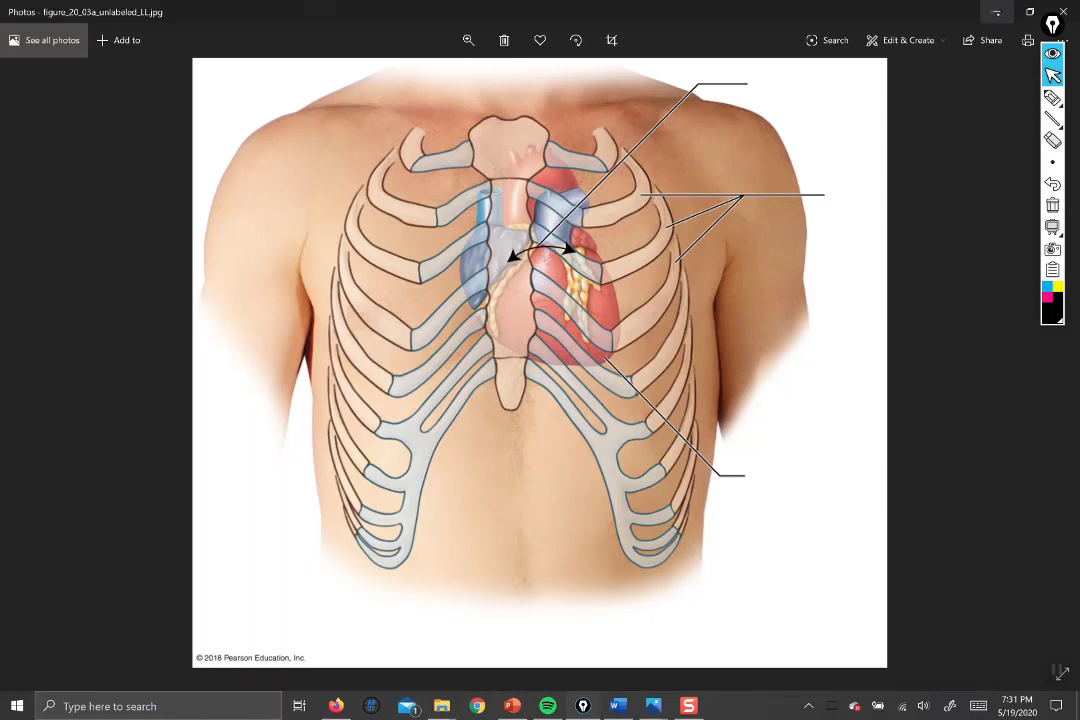 Photos - figure_20_03a_unlabeled_LL.jpg
See all photos
Add to
Search
Edit & Create
Share
© 2018 Pearson Education, Inc.
Type here to search
1
7:31 PM
5/19/2020